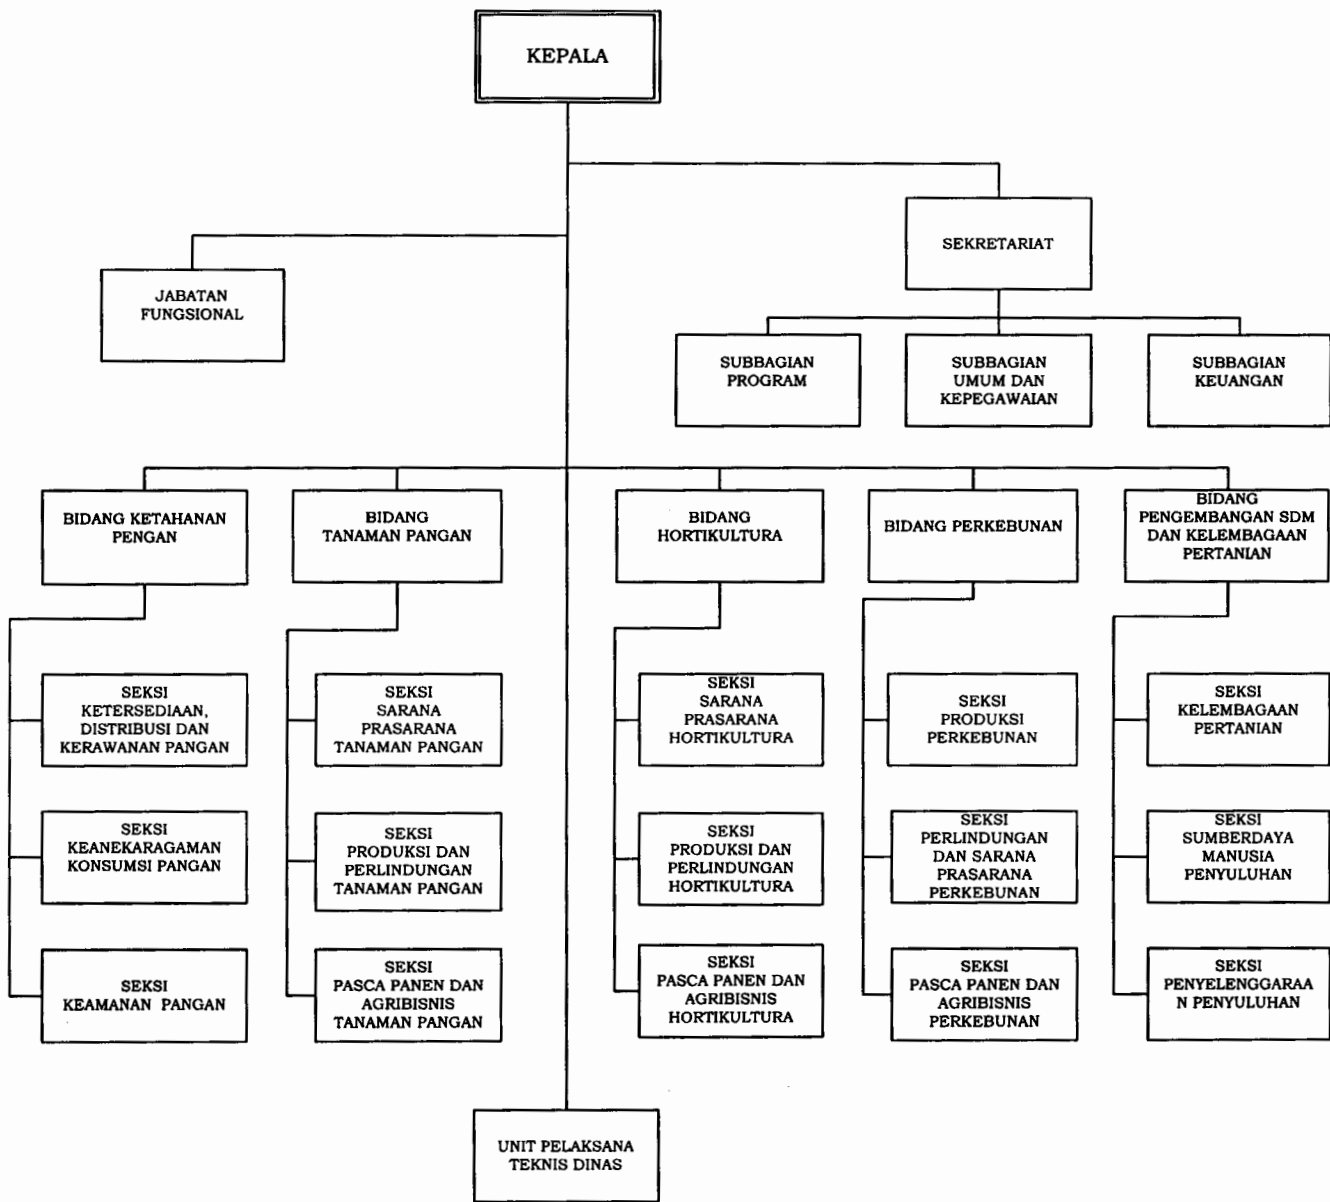 KEPALA
SEKRETARIAT
JABATAN
FUNGSIONAL
SUBBAGIAN
PROGRAM
SUBBAGIAN
UMUM DAN
KEPEGAWAIAN
SUBBAGIAN
KEUANGAN
BIDANG KETAHANAN
PENGAN
BIDANG
TANAMAN PANGAN
BIDANG
HORTIKULTURA
BIDANG PERKEBUNAN
BIDANG
PENGEMBANGAN SDM
DAN KELEMBAGAAN
PERTANIAN
SEKSI
KETERSEDIAAN,
DISTRIBUSI DAN
KERAWANAN PANGAN
SEKSI
SARANA
PRASARANA
TANAMAN PANGAN
SEKSI
SARANA
PRASARANA
HORTIKULTURA
SEKSI
PRODUKSI
PERKEBUNAN
SEKSI
KELEMBAGAAN
PERTANIAN
SEKSI
KEANEKARAGAMAN
KONSUMSI PANGAN
SEKSI
PRODUKSI DAN
PERLINDUNGAN
TANAMAN PANGAN
SEKSI
PRODUKSI DAN
PERLINDUNGAN
HORTIKULTURA
SEKSI
PERLINDUNGAN
DAN SARANA
PRASARANA
PERKEBUNAN
SEKSI
SUMBERDAYA
MANUSIA
PENYULUHAN
SEKSI
KEAMANAN PANGAN
SEKSI
PASCA PANEN DAN
AGRIBISNIS
TANAMAN PANGAN
SEKSI
PASCA PANEN DAN
AGRIBISNIS
HORTIKULTURA
SEKSI
PASCA PANEN DAN
AGRIBISNIS
PERKEBUNAN
SEKSI
PENYELENGGARAA
N PENYULUHAN
UNIT PELAKSANA
TEKNIS DINAS